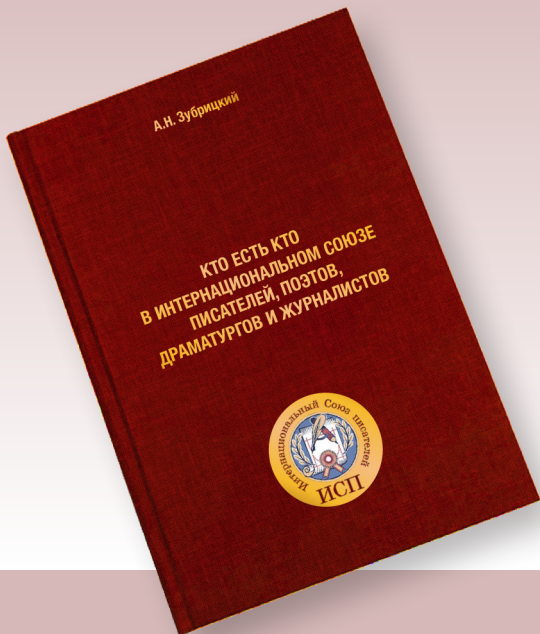 А.Н. Зубрицкий
КТО ЕСТЬ КТО
В ИНТЕРНАЦИОНАЛЬНОМ СОЮЗЕ
ПИСАТЕЛЕЙ, ПОЭТОВ,
ДРАМАТУРГОВ И ЖУРНАЛИСТОВ
Интернациональный Союз писателей
ИСП